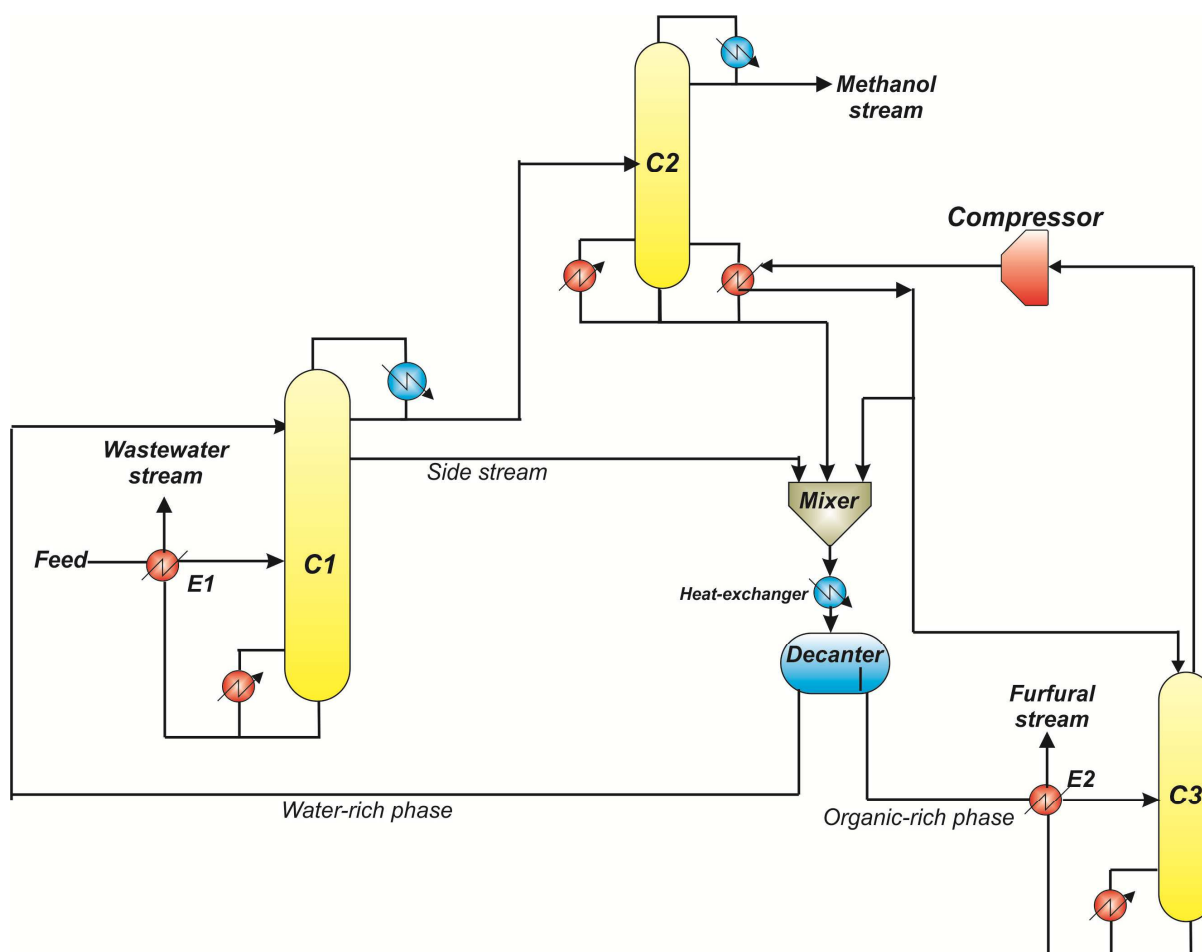 Methanol
stream
C2
Compressor
Wastewater
stream
Side stream
Mixer
Feed
E1
C1
Heat-exchanger
Decanter
Furfural
stream
E2
C3
Water-rich phase
Organic-rich phase